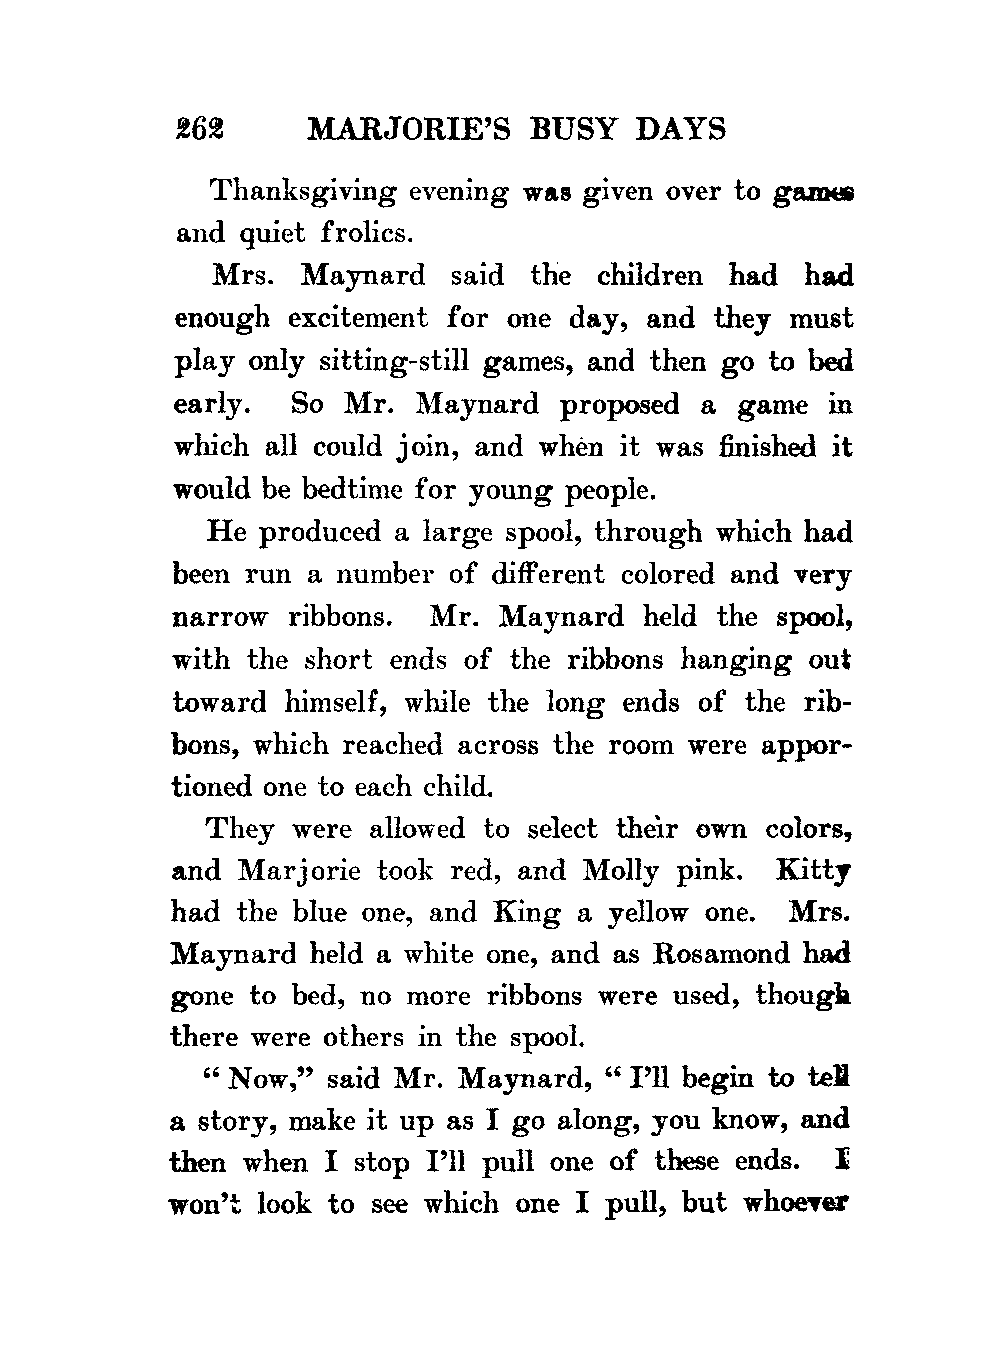 262 MARJORIE'S BUSY DAYS
Thanksgiving evening was given over to games
and quiet frolics.
Mrs. Maynard said the children had had
enough excitement for one day, and they must
play only sitting-still games, and then go to bed
early. So Mr. Maynard proposed a game in
which all could join, and when it was finished it
would be bedtime for young people.
He produced a large spool, through which had
been run a number of different colored and very
narrow ribbons. Mr. Maynard held the spool,
with the short ends of the ribbons hanging out
toward himself, while the long ends of the rib-
bons, which reached across the room were appor-
tioned one to each child.
They were allowed to select their own colors,
and Marjorie took red, and Molly pink. Kitty
had the blue one, and King a yellow one. Mrs.
Maynard held a white one, and as Rosamond had
gone to bed, no more ribbons were used, though
there were others in the spool.
“Now,” said Mr. Maynard, “I'll begin to tell
a story, make it up as I go along, you know, and
then when I stop I'll pull one of these ends. I
won't look to see which one I pull, but whoever